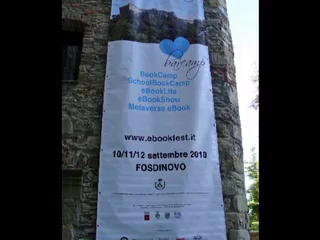 barcamp
BookCamp
SchoolBookCamp
eBookLite
eBookShow
Metaverse eBook
www.ebookfest.it
10/11/12 settembre 2010
FOSDINOVO